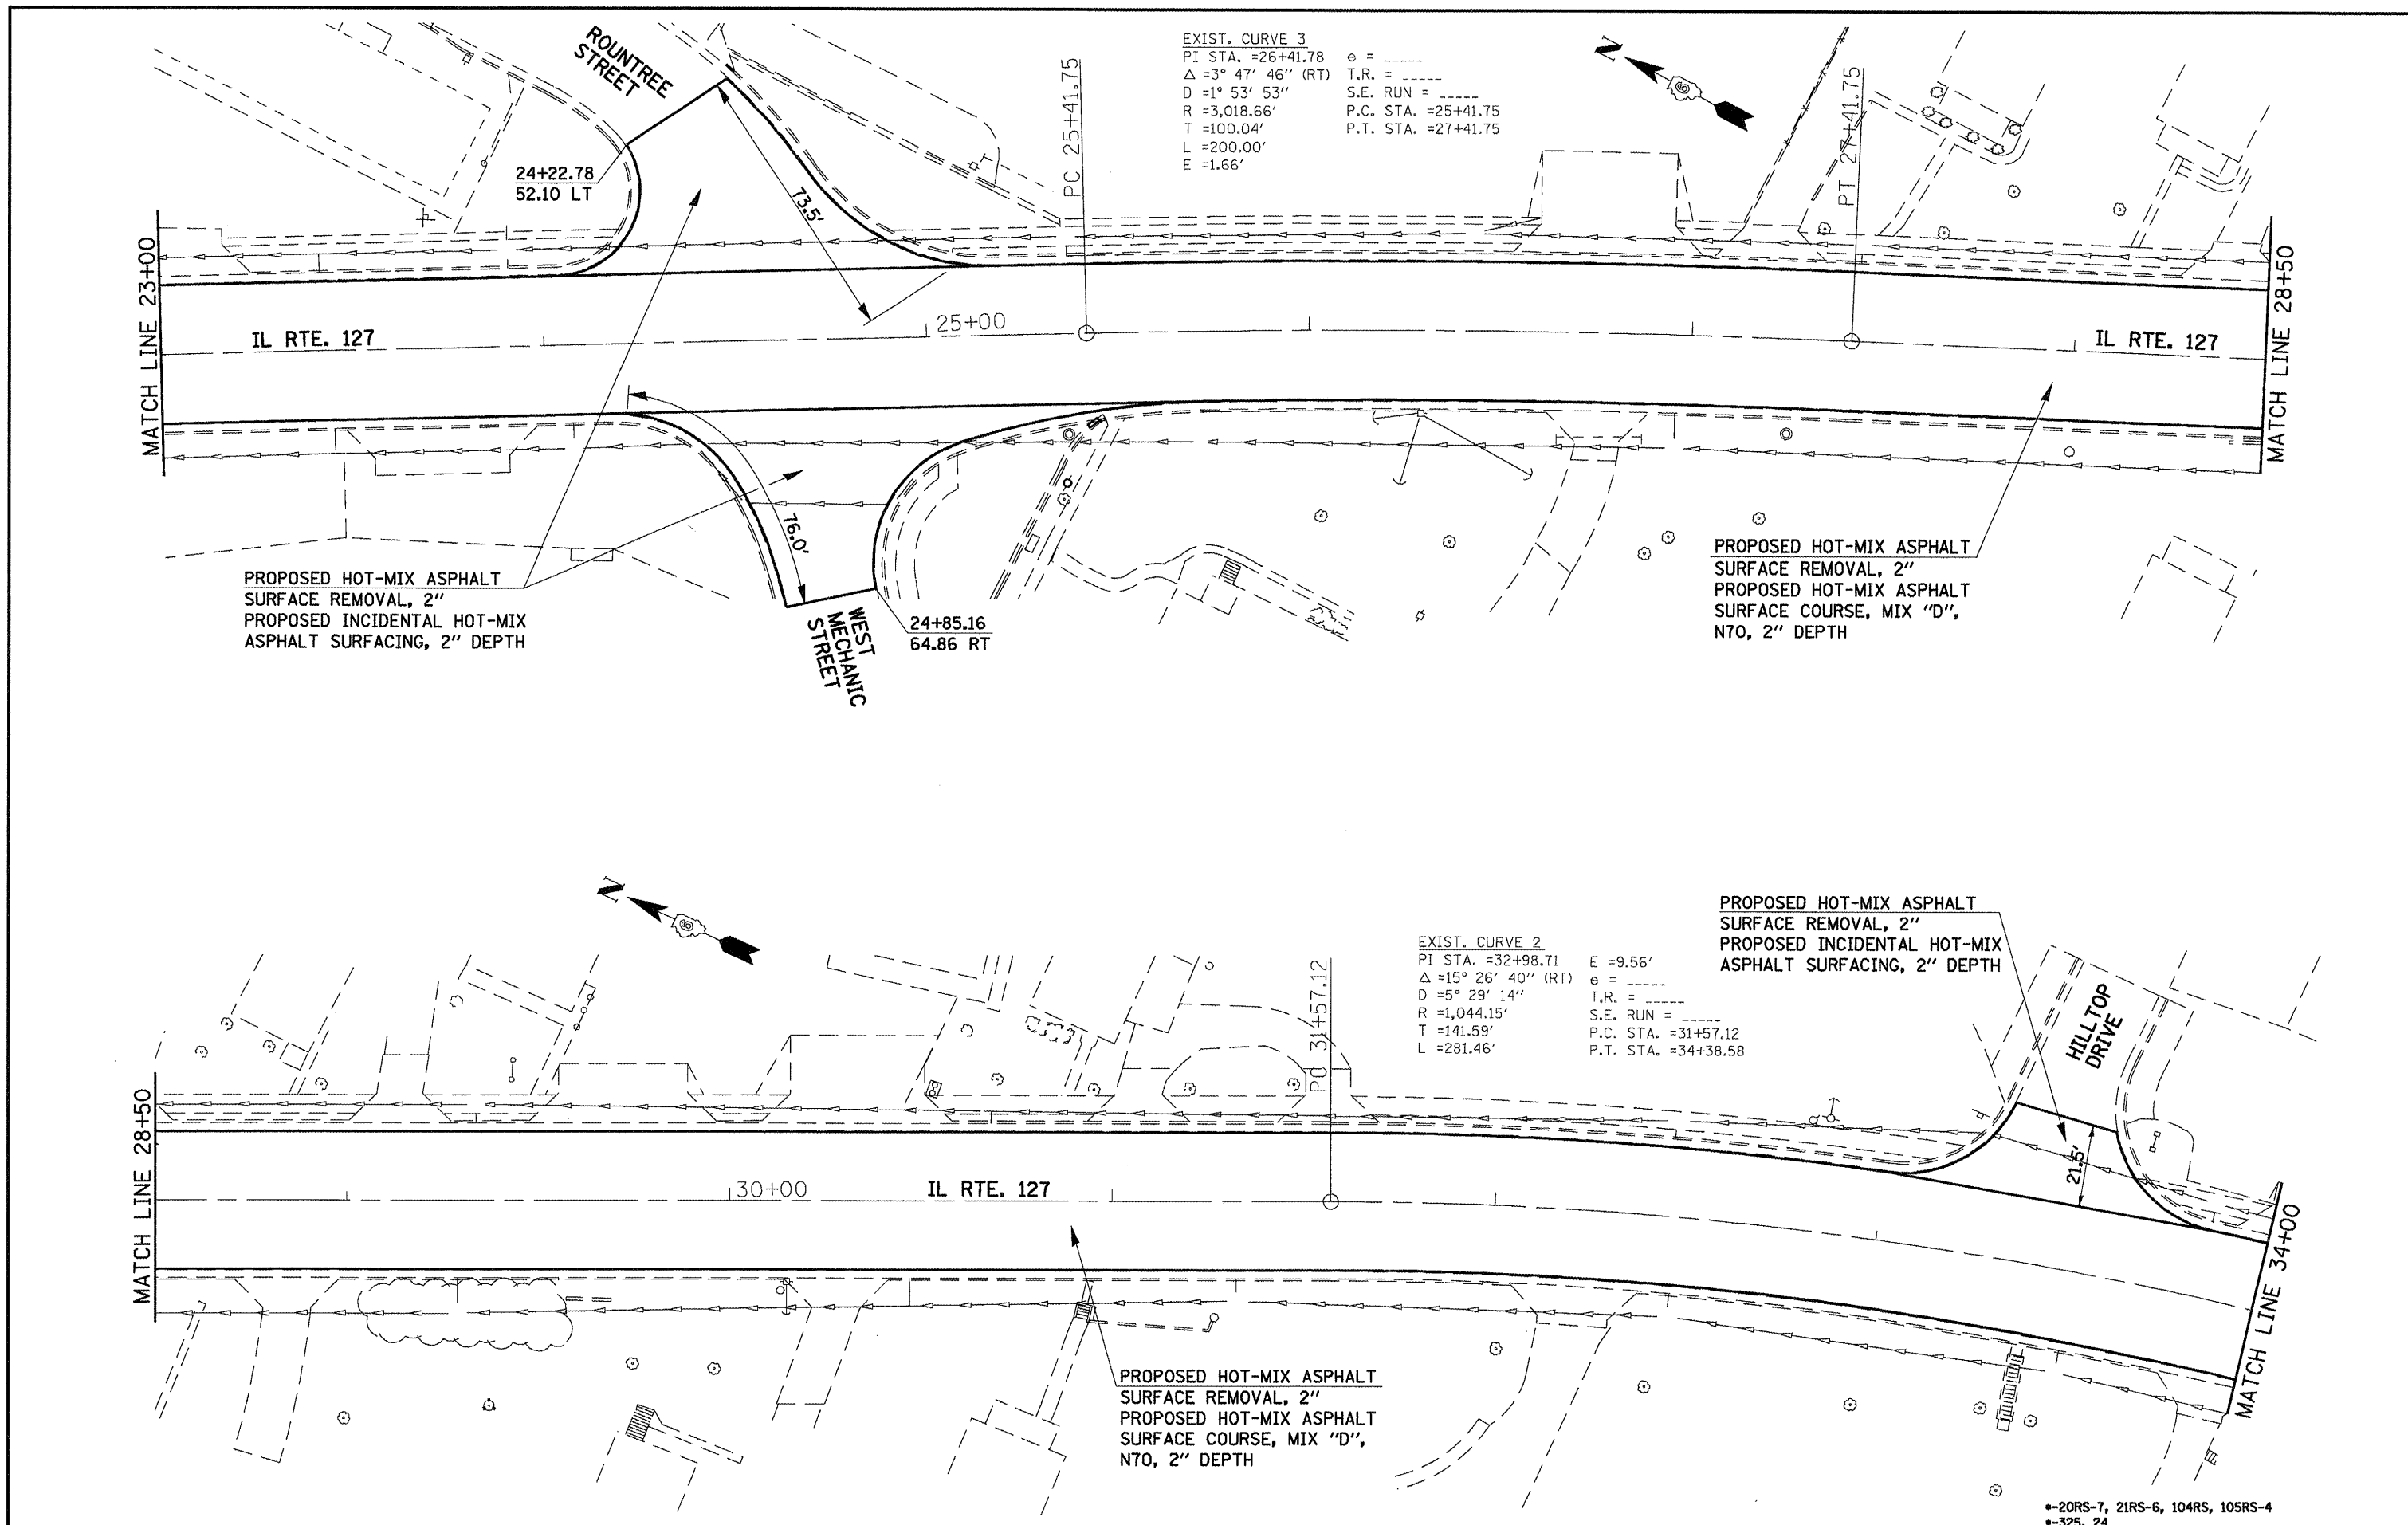 ROUNTREE
STREET
EXIST. CURVE 3
PI STA. =26+41.78
Δ =3° 47' 46" (RT)
D =1° 53' 53"
R =3,018.66'
T =100.04'
L =200.00'
E =1.66'
e = -----
T.R. = -----
S.E. RUN = -----
P.C. STA. =25+41.75
P.T. STA. =27+41.75
N
PC 25+41.75
PT 27+41.75
24+22.78
52.10 LT
73.5'
MATCH LINE 23+00
IL RTE. 127
25+00
IL RTE. 127
MATCH LINE 28+50
76.0'
PROPOSED HOT-MIX ASPHALT
SURFACE REMOVAL, 2"
PROPOSED INCIDENTAL HOT-MIX
ASPHALT SURFACING, 2" DEPTH
WEST
MECHANIC
STREET
24+85.16
64.86 RT
PROPOSED HOT-MIX ASPHALT
SURFACE REMOVAL, 2"
PROPOSED HOT-MIX ASPHALT
SURFACE COURSE, MIX "D",
N70, 2" DEPTH
N
EXIST. CURVE 2
PI STA. =32+98.71
Δ =15° 26' 40" (RT)
D =5° 29' 14"
R =1,044.15'
T =141.59'
L =281.46'
E =9.56'
e = -----
T.R. = -----
S.E. RUN = -----
P.C. STA. =31+57.12
P.T. STA. =34+38.58
PROPOSED HOT-MIX ASPHALT
SURFACE REMOVAL, 2"
PROPOSED INCIDENTAL HOT-MIX
ASPHALT SURFACING, 2" DEPTH
HILLTOP
DRIVE
PC 31+57.12
21.5'
MATCH LINE 28+50
30+00
IL RTE. 127
MATCH LINE 34+00
PROPOSED HOT-MIX ASPHALT
SURFACE REMOVAL, 2"
PROPOSED HOT-MIX ASPHALT
SURFACE COURSE, MIX "D",
N70, 2" DEPTH
•-20RS-7, 21RS-6, 104RS, 105RS-4
*-325, 24